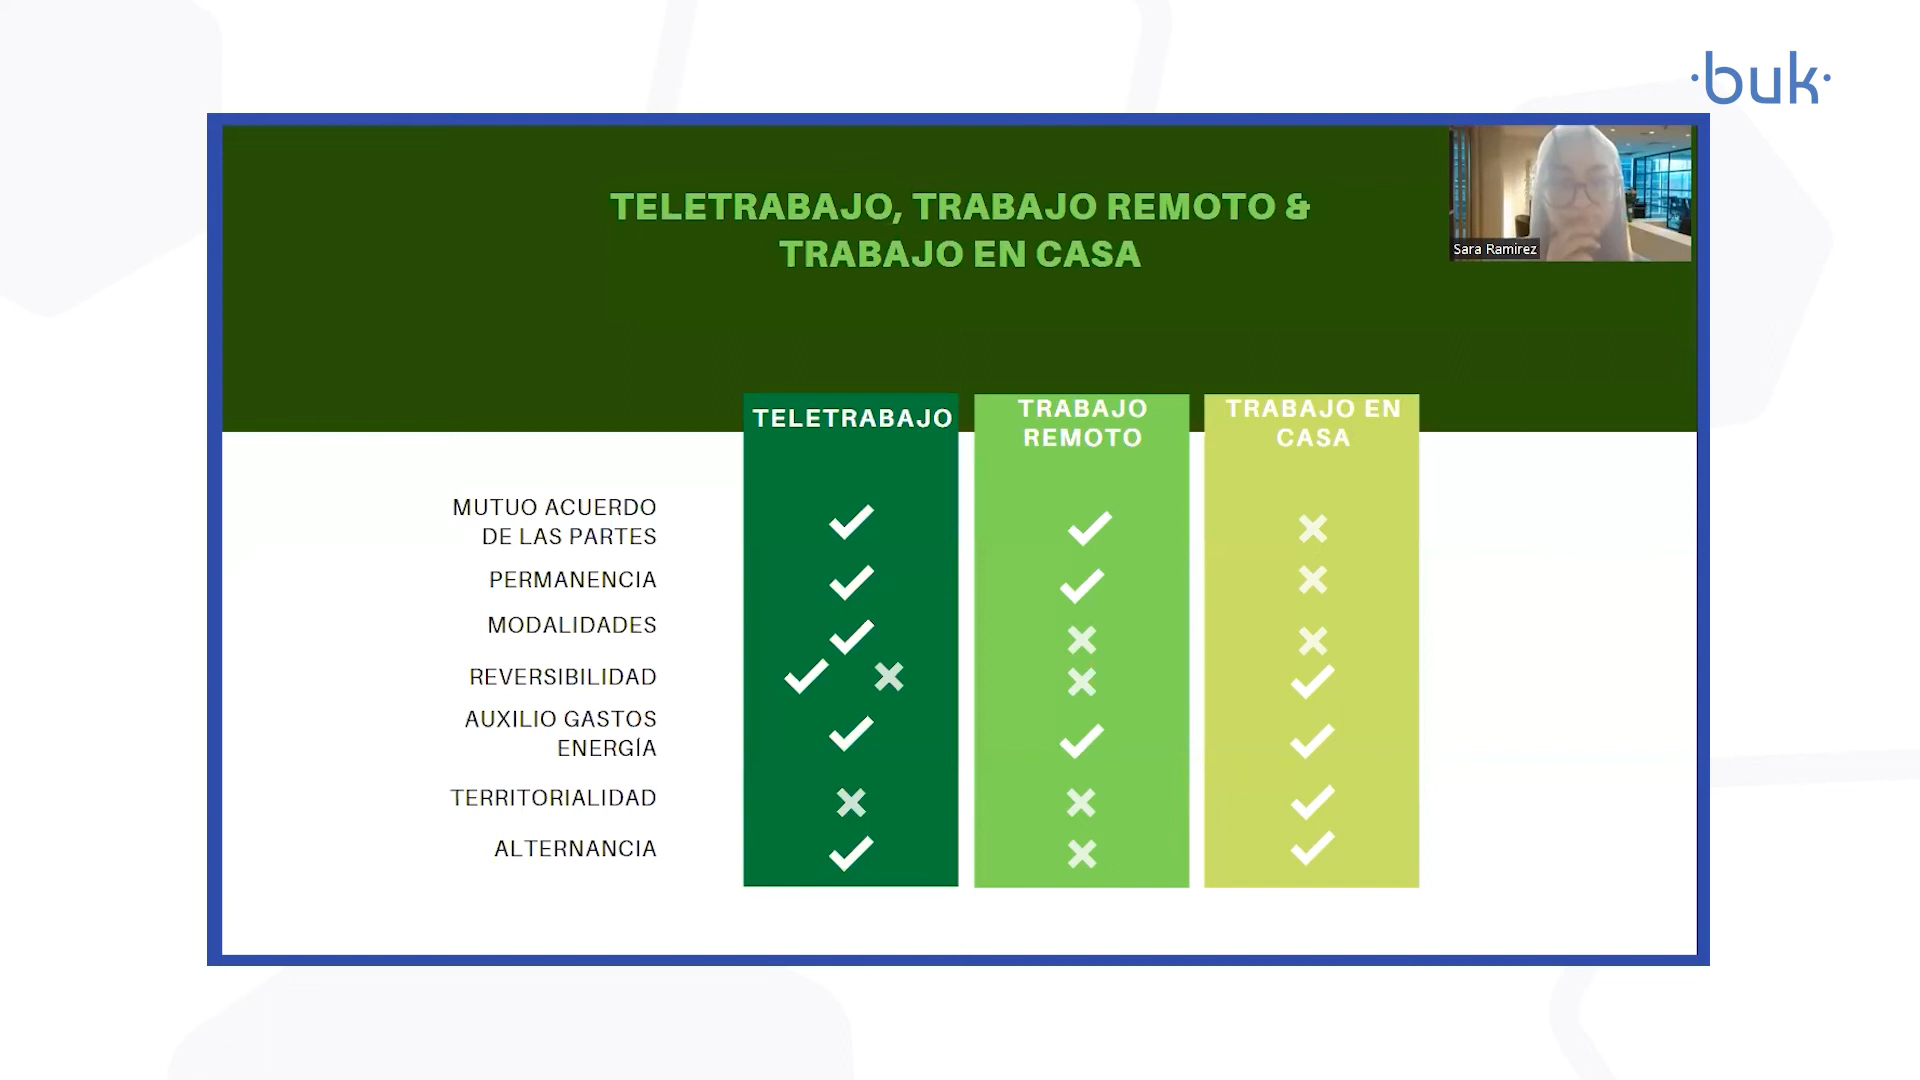 ·buk·
TELETRABAJO, TRABAJO REMOTO &
TRABAJO EN CASA
Sara Ramirez
TELETRABAJO
TRABAJO
REMOTO
TRABAJO EN
CASA
MUTUO ACUERDO
DE LAS PARTES
PERMANENCIA
MODALIDADES
REVERSIBILIDAD
AUXILIO GASTOS
ENERGÍA
TERRITORIALIDAD
ALTERNANCIA